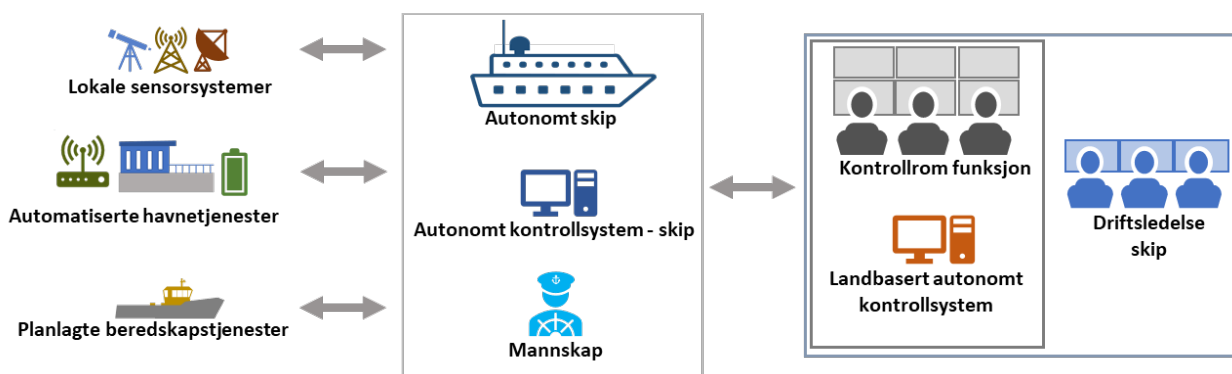 Lokale sensorsystemer
Automatiserte havnetjenester
Planlagte beredskapstjenester
Autonomt skip
Autonomt kontrollsystem - skip
Mannskap
Kontrollrom funksjon
Landbasert autonomt
kontrollsystem
Driftsledelse
skip